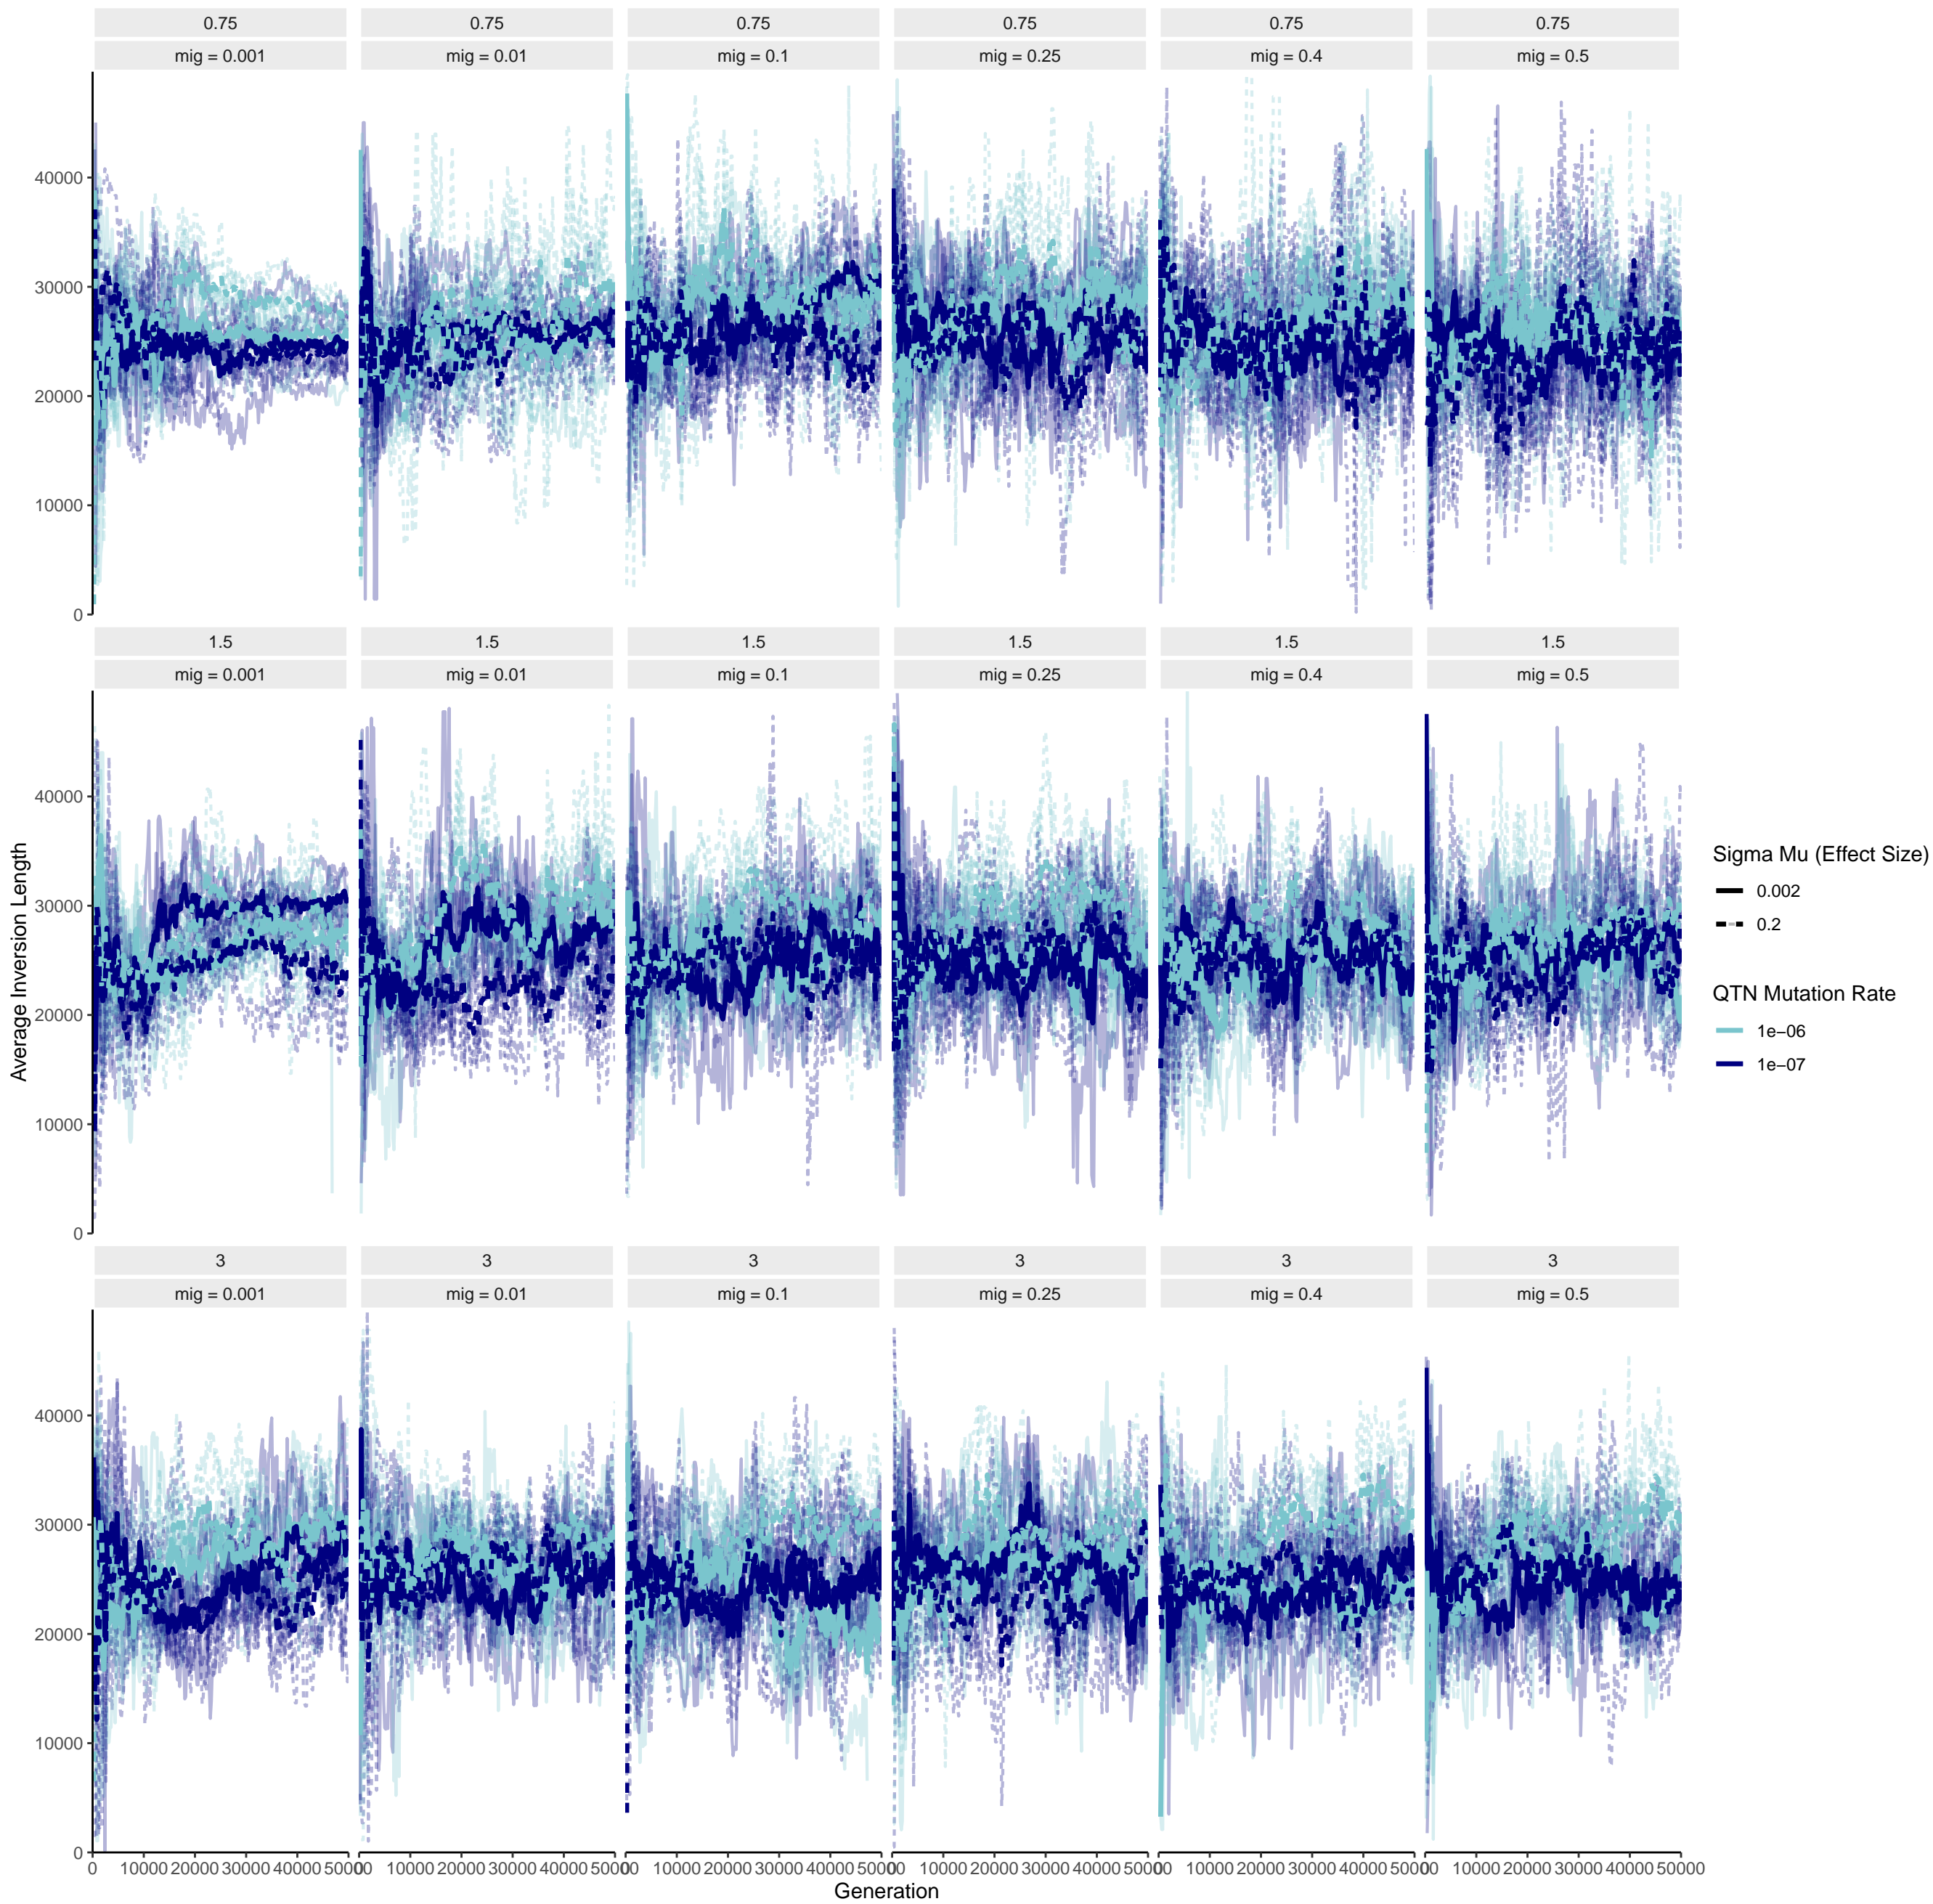 0.75 0.75 0.75 0.75 0.75 0.75
mig = 0.001 mig = 0.01 mig = 0.1 mig = 0.25 mig = 0.4 mig = 0.5
40000
30000
20000
10000
0
1.5 1.5 1.5 1.5 1.5 1.5
mig = 0.001 mig = 0.01 mig = 0.1 mig = 0.25 mig = 0.4 mig = 0.5
40000
30000
20000
10000
0
Average Inversion Length
3 3 3 3 3 3
mig = 0.001 mig = 0.01 mig = 0.1 mig = 0.25 mig = 0.4 mig = 0.5
40000
30000
20000
10000
0
0 10000 20000 30000 40000 50000 0 10000 20000 30000 40000 50000 0 10000 20000 30000 40000 50000 0 10000 20000 30000 40000 50000 0 10000 20000 30000 40000 50000 0 10000 20000 30000 40000 50000
Generation
Sigma Mu (Effect Size)
0.002
0.2
QTN Mutation Rate
1e−06
1e−07